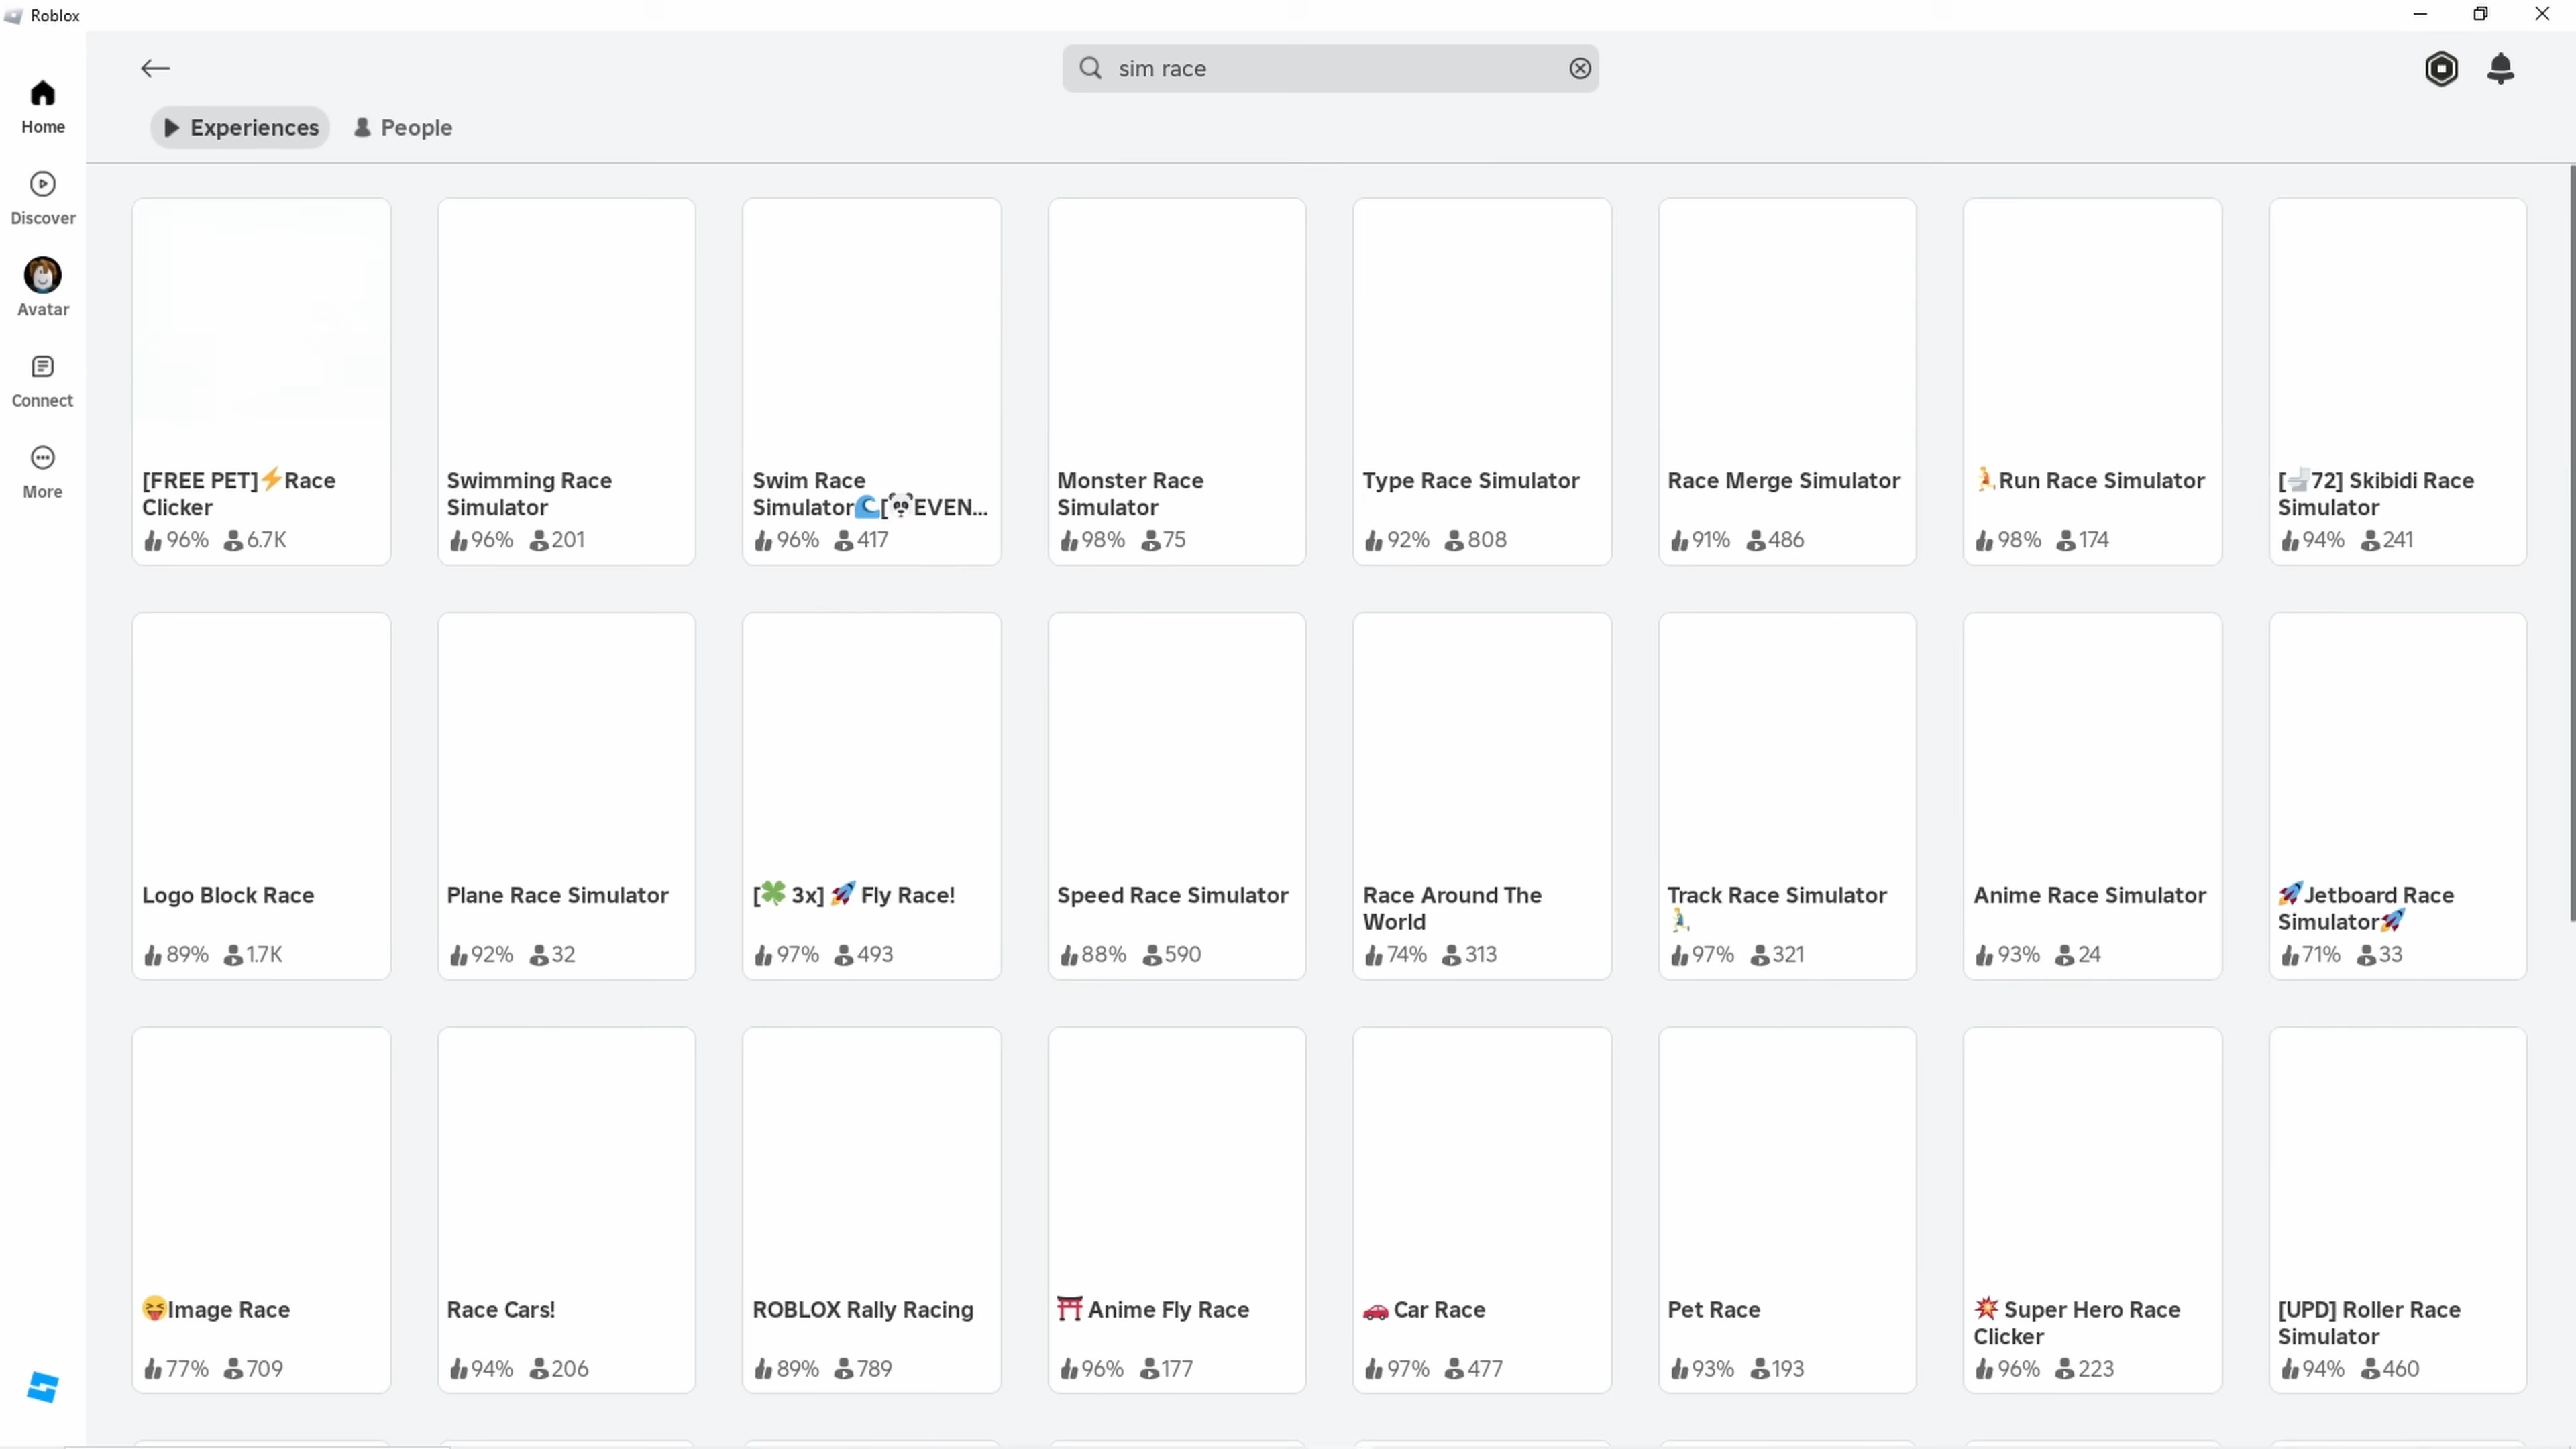 Roblox
sim race
Home
Discover
Avatar
Connect
More
Experiences
People
[FREE PET]⚡Race
Clicker
96% 6.7K
Swimming Race
Simulator
96% 201
Swim Race
Simulator🌊[🐼EVEN...
96% 417
Monster Race
Simulator
98% 75
Type Race Simulator
92% 808
Race Merge Simulator
91% 486
🏃Run Race Simulator
98% 174
[🚽72] Skibidi Race
Simulator
94% 241
Logo Block Race
89% 1.7K
Plane Race Simulator
92% 32
[🍀 3x] 🚀 Fly Race!
97% 493
Speed Race Simulator
88% 590
Race Around The
World
74% 313
Track Race Simulator
🏃‍♂️
97% 321
Anime Race Simulator
93% 24
🚀Jetboard Race
Simulator🚀
71% 33
😝Image Race
77% 709
Race Cars!
94% 206
ROBLOX Rally Racing
89% 789
⛩️ Anime Fly Race
96% 177
🚗 Car Race
97% 477
Pet Race
93% 193
💥 Super Hero Race
Clicker
96% 223
[UPD] Roller Race
Simulator
94% 460